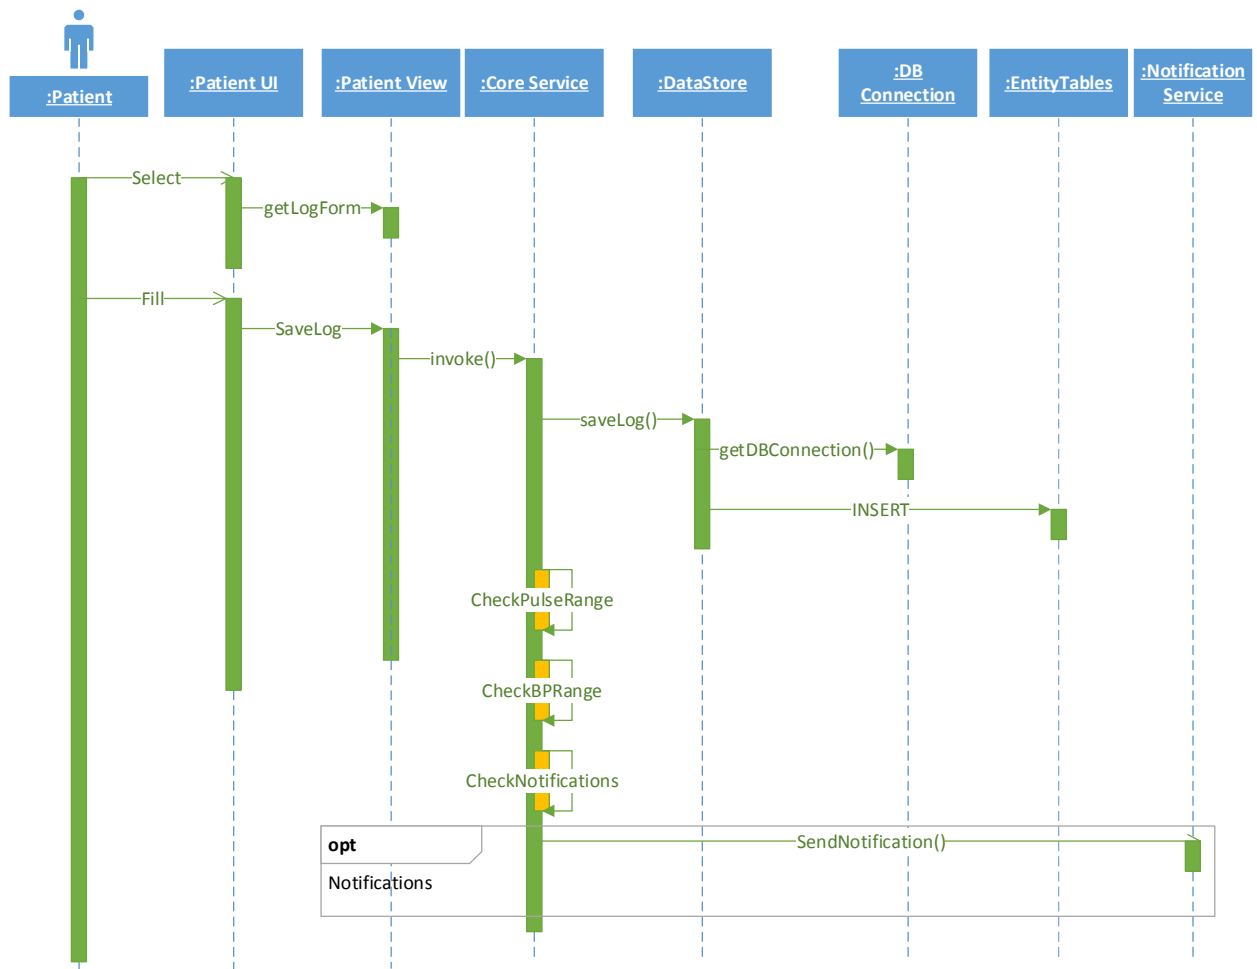 :Patient
:Patient UI
:Patient View
:Core Service
:DataStore
:DB
Connection
:EntityTables
:Notification
Service
Select
getLogForm
Fill
SaveLog
invoke()
saveLog()
getDBConnection()
INSERT
CheckPulseRange
CheckBPRange
CheckNotifications
opt
SendNotification()
Notifications